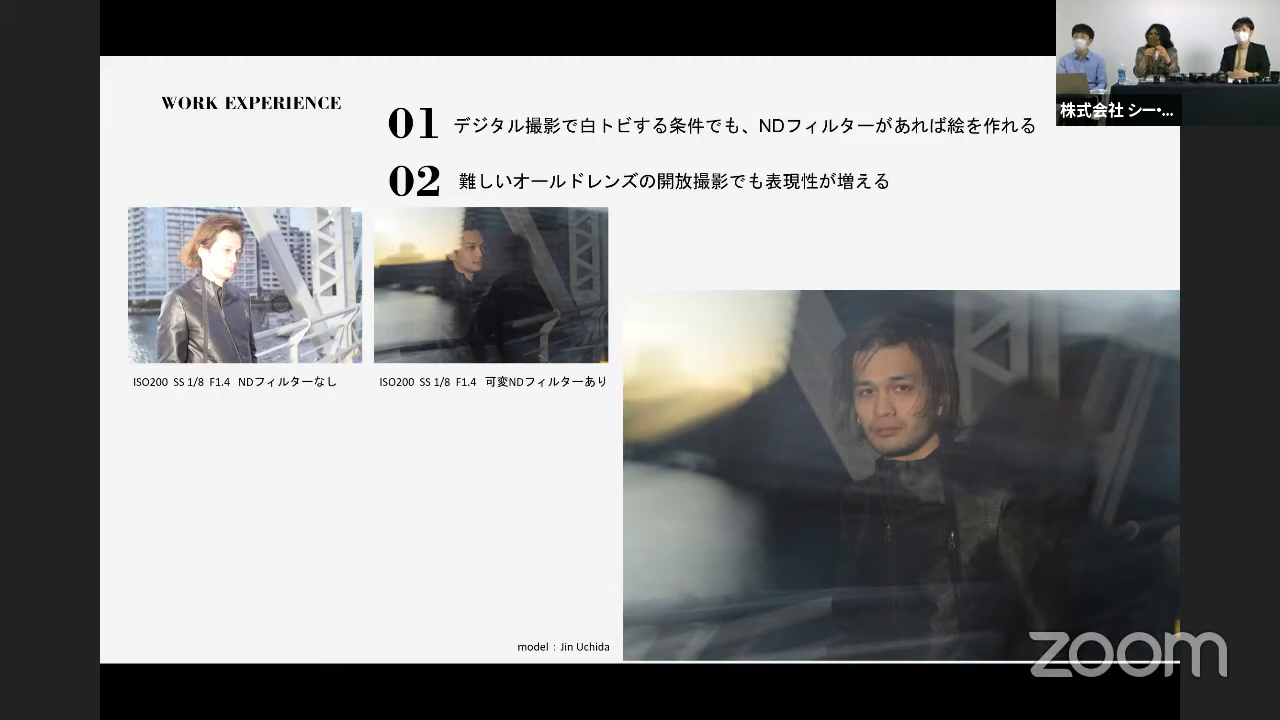 WORK EXPERIENCE
01 デジタル撮影で白トビする条件でも、NDフィルターがあれば絵を作れる
02 難しいオールドレンズの開放撮影でも表現性が増える
ISO200 SS 1/8 F1.4 NDフィルターなし
ISO200 SS 1/8 F1.4 可変NDフィルターあり
model : Jin Uchida
株式会社 シー・...
zoom